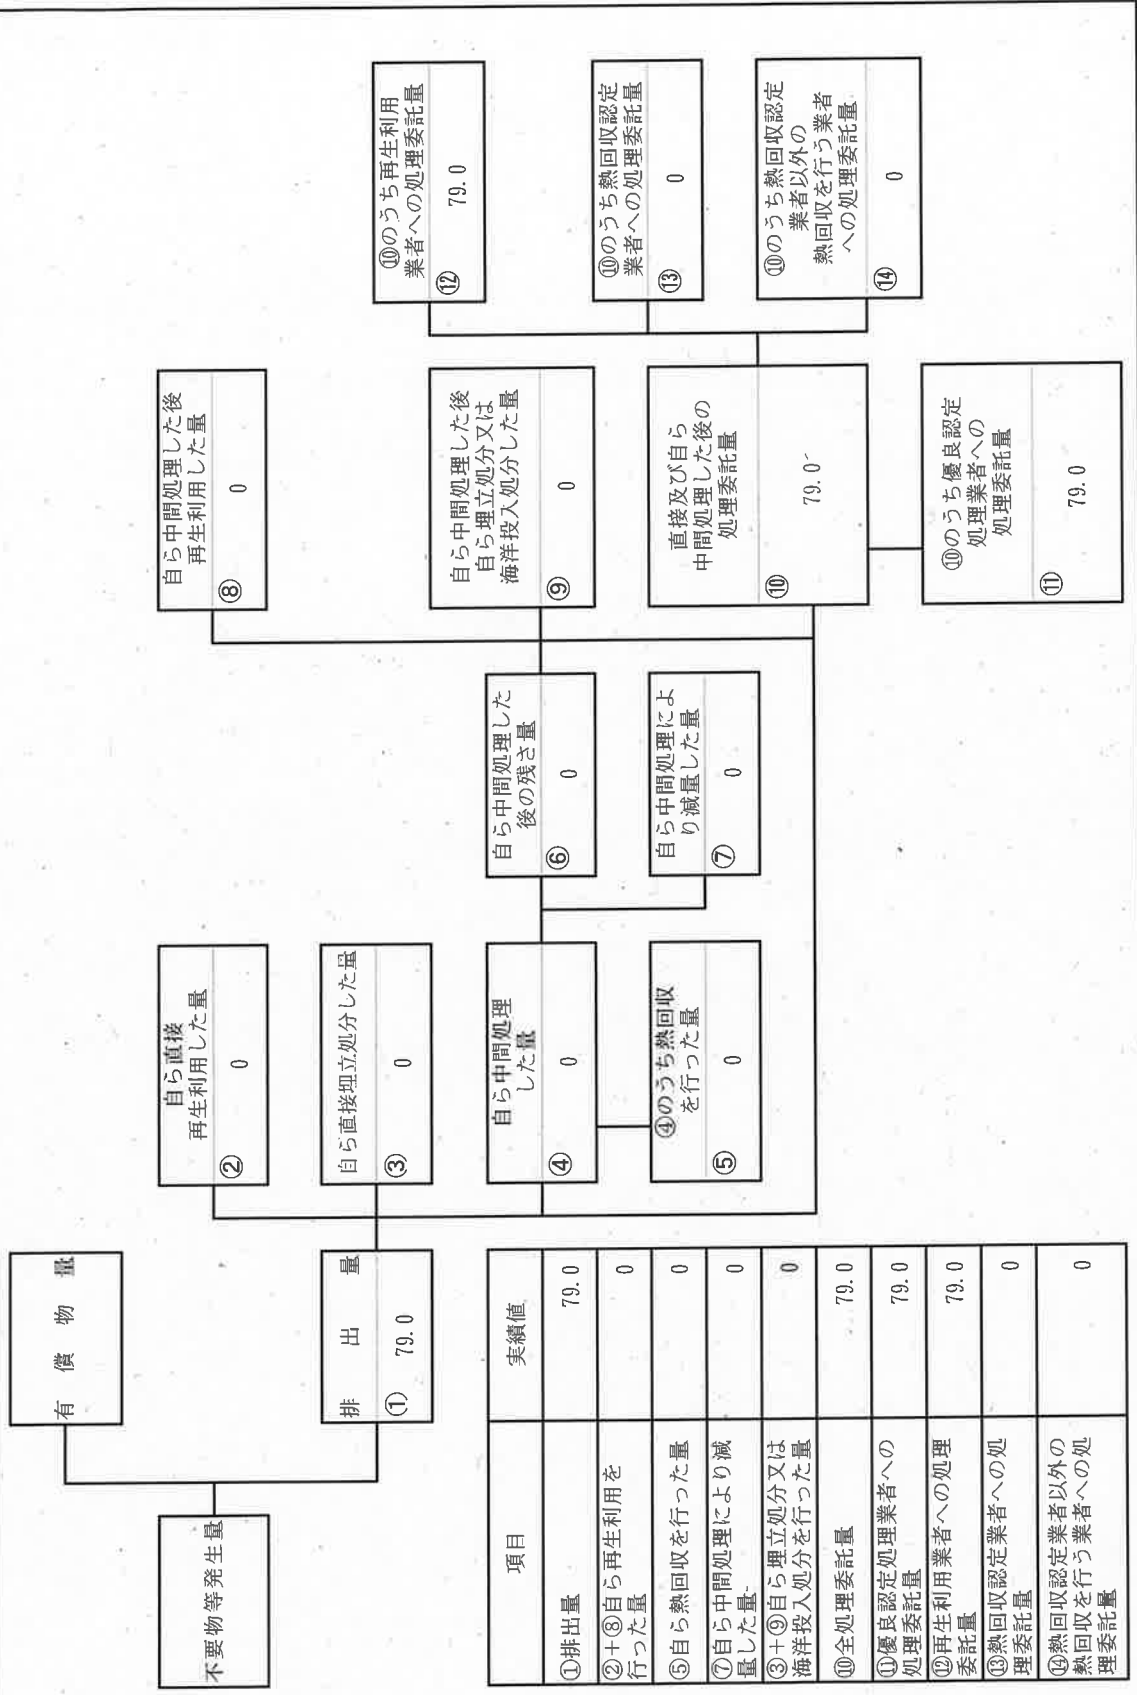 不要物等発生量
有償物量
排出量
① 79.0
自ら直接
再生利用した量
② 0
自ら直接埋立処分した量
③ 0
自ら中間処理
した量
④ 0
④のうち熱回収
を行った量
⑤ 0
自ら中間処理した
後の残さ量
⑥ 0
自ら中間処理によ
り減量した量
⑦ 0
自ら中間処理した後
再生利用した量
⑧ 0
自ら中間処理した後
自ら埋立処分又は
海洋投入処分した量
⑨ 0
直接及び自ら
中間処理した後の
処理委託量
⑩ 79.0
⑩のうち優良認定
処理業者への
処理委託量
⑪ 79.0
⑩のうち再生利用
業者への処理委託量
⑫ 79.0
⑩のうち熱回収認定
業者への処理委託量
⑬ 0
⑩のうち熱回収認定
業者以外の
熱回収を行う業者
への処理委託量
⑭ 0
項目 実績値
①排出量 79.0
②+⑧自ら再生利用を
行った量 0
⑤自ら熱回収を行った量 0
⑦自ら中間処理により減
量した量 0
③+⑨自ら埋立処分又は
海洋投入処分を行った量 0
⑩全処理委託量 79.0
⑪優良認定処理業者への
処理委託量 79.0
⑫再生利用業者への処理
委託量 79.0
⑬熱回収認定業者への処
理委託量 0
⑭熱回収認定業者以外の
熱回収を行う業者への処
理委託量 0